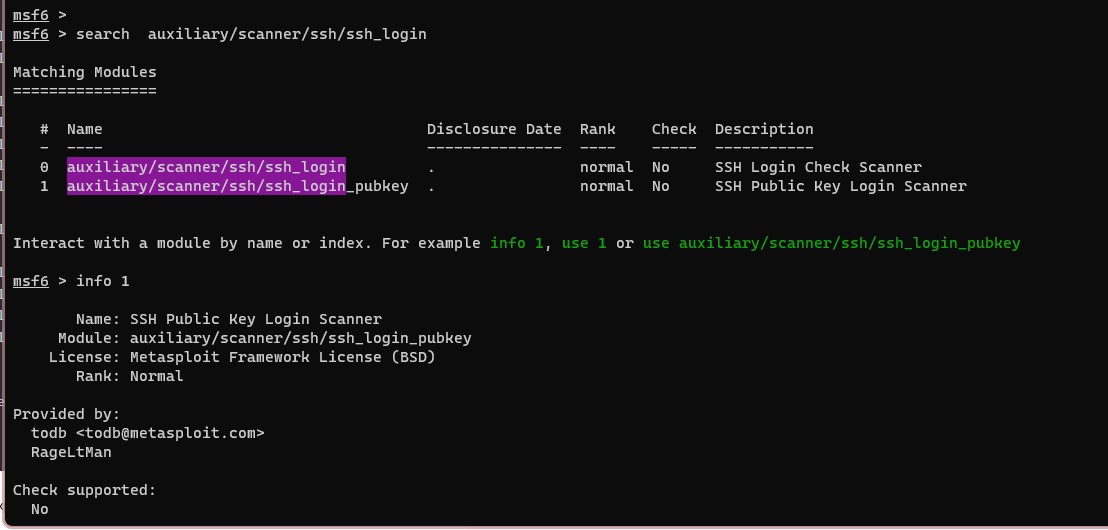 msf6 >
msf6 > search  auxiliary/scanner/ssh/ssh_login
Matching Modules
================
#  Name                                    Disclosure Date  Rank    Check  Description
-  ----                                    ---------------  ----    -----  -----------
0  auxiliary/scanner/ssh/ssh_login         .                normal  No     SSH Login Check Scanner
1  auxiliary/scanner/ssh/ssh_login_pubkey  .                normal  No     SSH Public Key Login Scanner
Interact with a module by name or index. For example info 1, use 1 or use auxiliary/scanner/ssh/ssh_login_pubkey
msf6 > info 1
Name: SSH Public Key Login Scanner
Module: auxiliary/scanner/ssh/ssh_login_pubkey
License: Metasploit Framework License (BSD)
Rank: Normal
Provided by:
todb <todb@metasploit.com>
RageLtMan
Check supported:
No